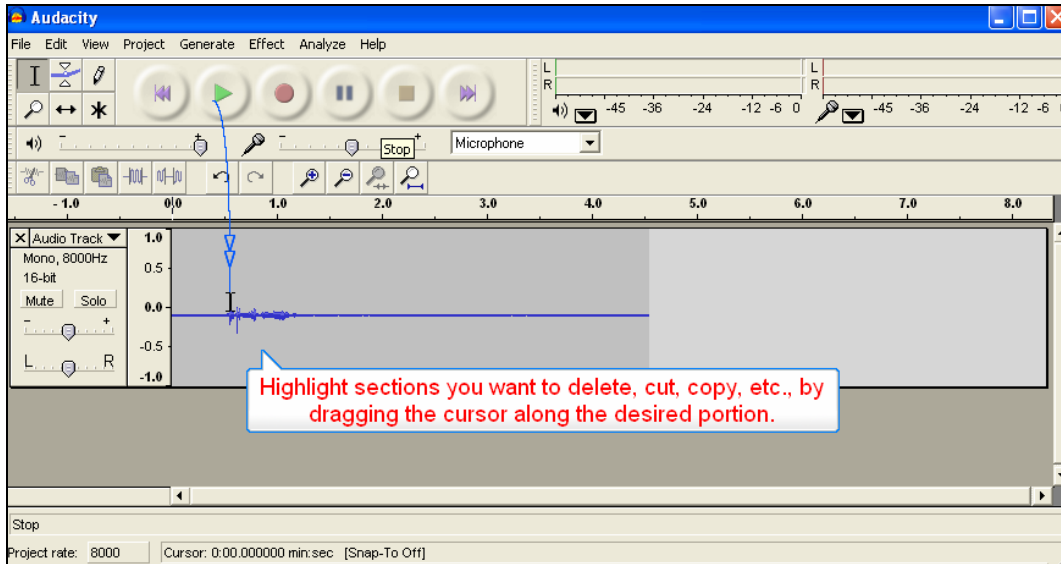 Audacity
File Edit View Project Generate Effect Analyze Help
L
R
-45 -36 -24 -12 -6 0
L
R
-45 -36 -24 -12 -6
- + - + Stop Microphone
- 1.0 0.0 1.0 2.0 3.0 4.0 5.0 6.0 7.0 8.0
X Audio Track
Mono, 8000Hz
16-bit
Mute Solo
- +
L R
1.0
0.5
0.0
-0.5
-1.0
Highlight sections you want to delete, cut, copy, etc., by
dragging the cursor along the desired portion.
Stop
Project rate: 8000 Cursor: 0:00.000000 min:sec [Snap-To Off]